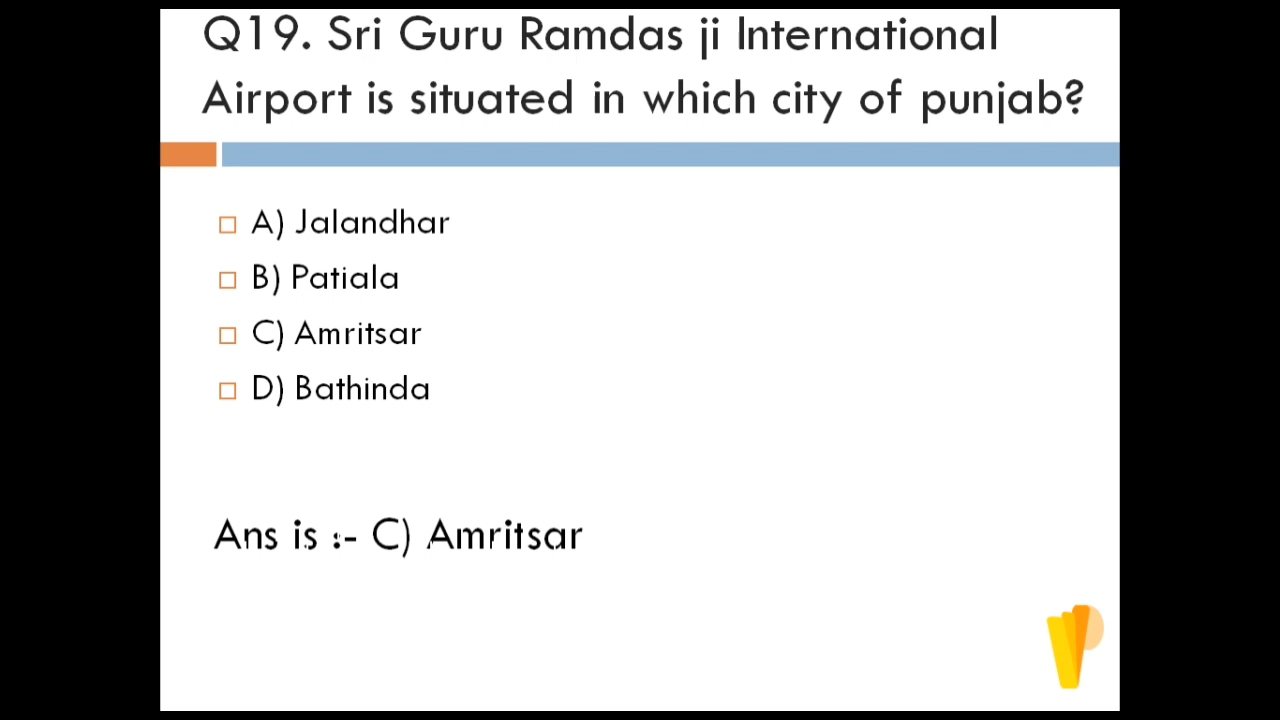 Q19. Sri Guru Ramdas ji International
Airport is situated in which city of punjab?
A) Jalandhar
B) Patiala
C) Amritsar
D) Bathinda
Ans is :- C) Amritsar